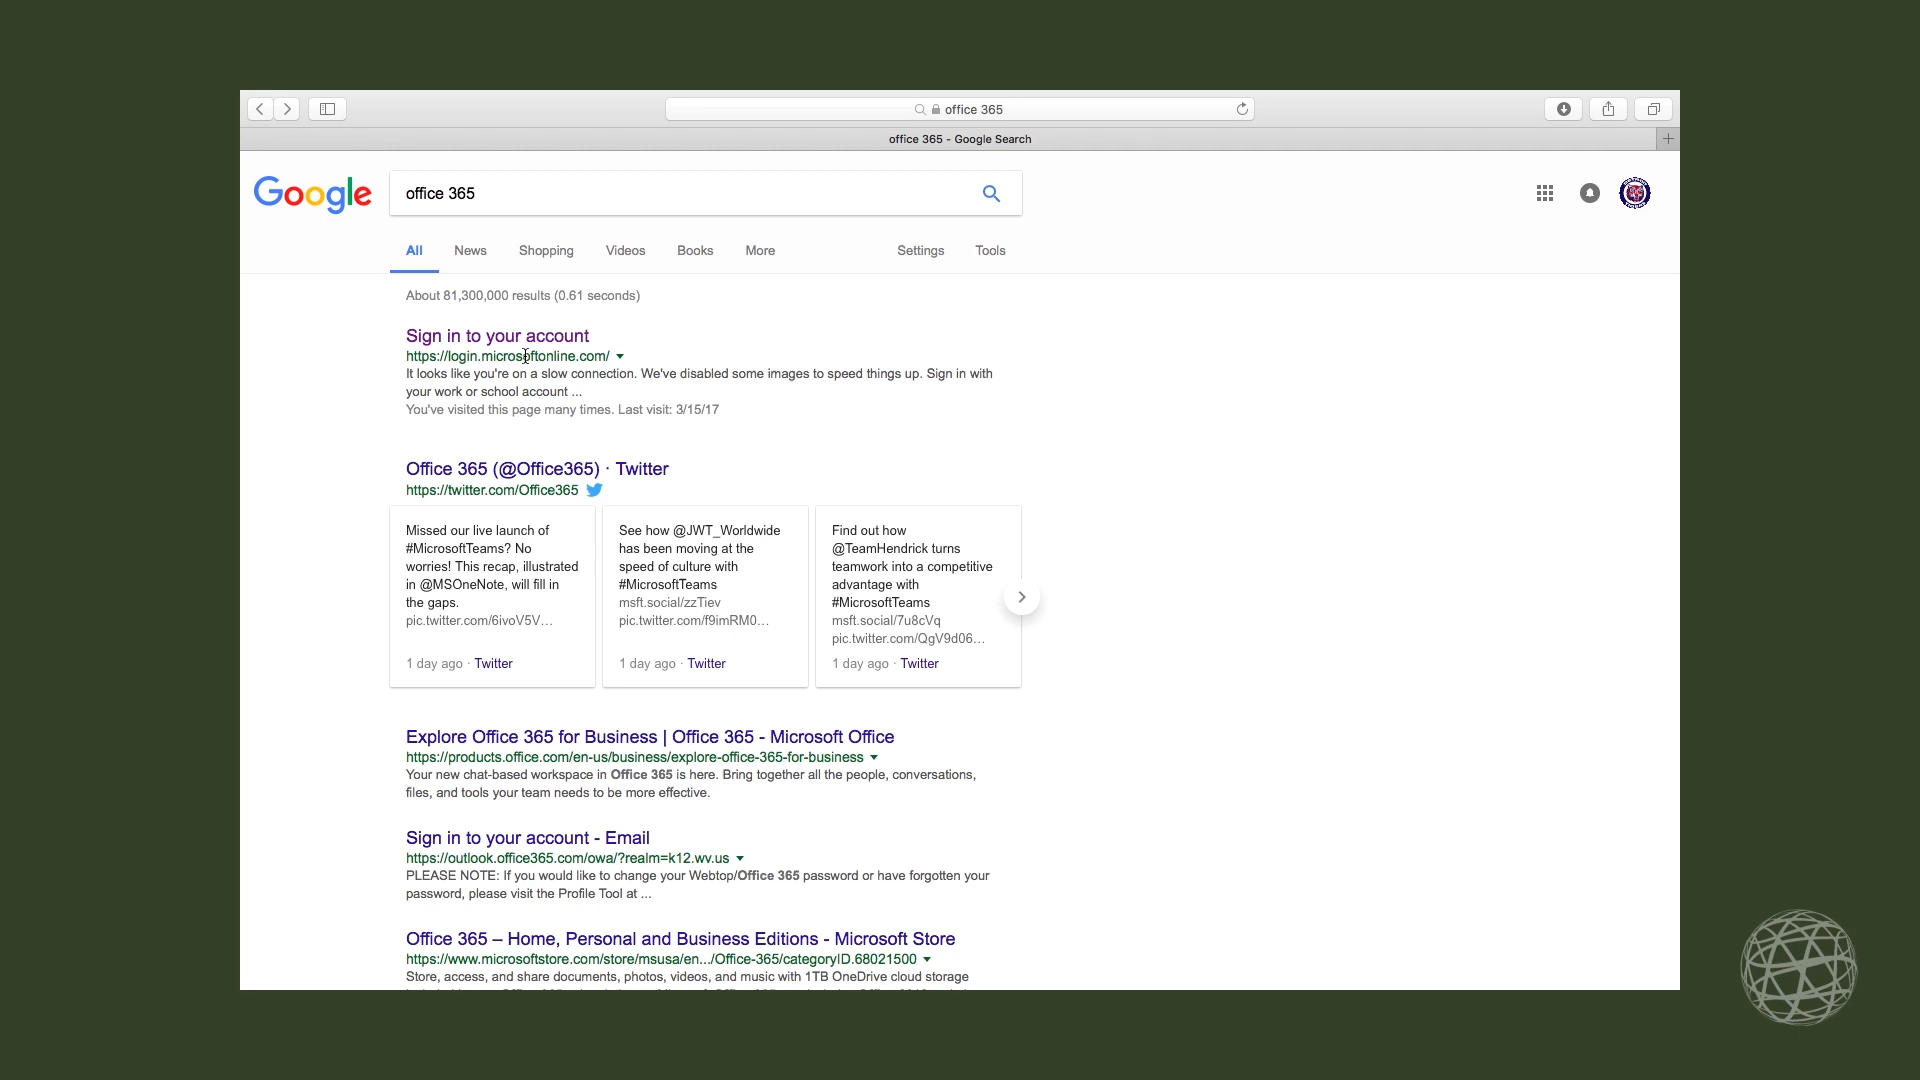 office 365
office 365 - Google Search
Google
office 365
All News Shopping Videos Books More Settings Tools
About 81,300,000 results (0.61 seconds)
Sign in to your account
https://login.microsoftonline.com/
It looks like you're on a slow connection. We've disabled some images to speed things up. Sign in with
your work or school account ...
You've visited this page many times. Last visit: 3/15/17
Office 365 (@Office365) · Twitter
https://twitter.com/Office365
Missed our live launch of
#MicrosoftTeams? No
worries! This recap, illustrated
in @MSOneNote, will fill in
the gaps.
pic.twitter.com/6ivoV5V...
1 day ago · Twitter
See how @JWT_Worldwide
has been moving at the
speed of culture with
#MicrosoftTeams
msft.social/zzTiev
pic.twitter.com/f9imRM0...
1 day ago · Twitter
Find out how
@TeamHendrick turns
teamwork into a competitive
advantage with
#MicrosoftTeams
msft.social/7u8cVq
pic.twitter.com/QgV9d06...
1 day ago · Twitter
Explore Office 365 for Business | Office 365 - Microsoft Office
https://products.office.com/en-us/business/explore-office-365-for-business
Your new chat-based workspace in Office 365 is here. Bring together all the people, conversations,
files, and tools your team needs to be more effective.
Sign in to your account - Email
https://outlook.office365.com/owa/?realm=k12.wv.us
PLEASE NOTE: If you would like to change your Webtop/Office 365 password or have forgotten your
password, please visit the Profile Tool at ...
Office 365 – Home, Personal and Business Editions - Microsoft Store
https://www.microsoftstore.com/store/msusa/en.../Office-365/categoryID.68021500
Store, access, and share documents, photos, videos, and music with 1TB OneDrive cloud storage